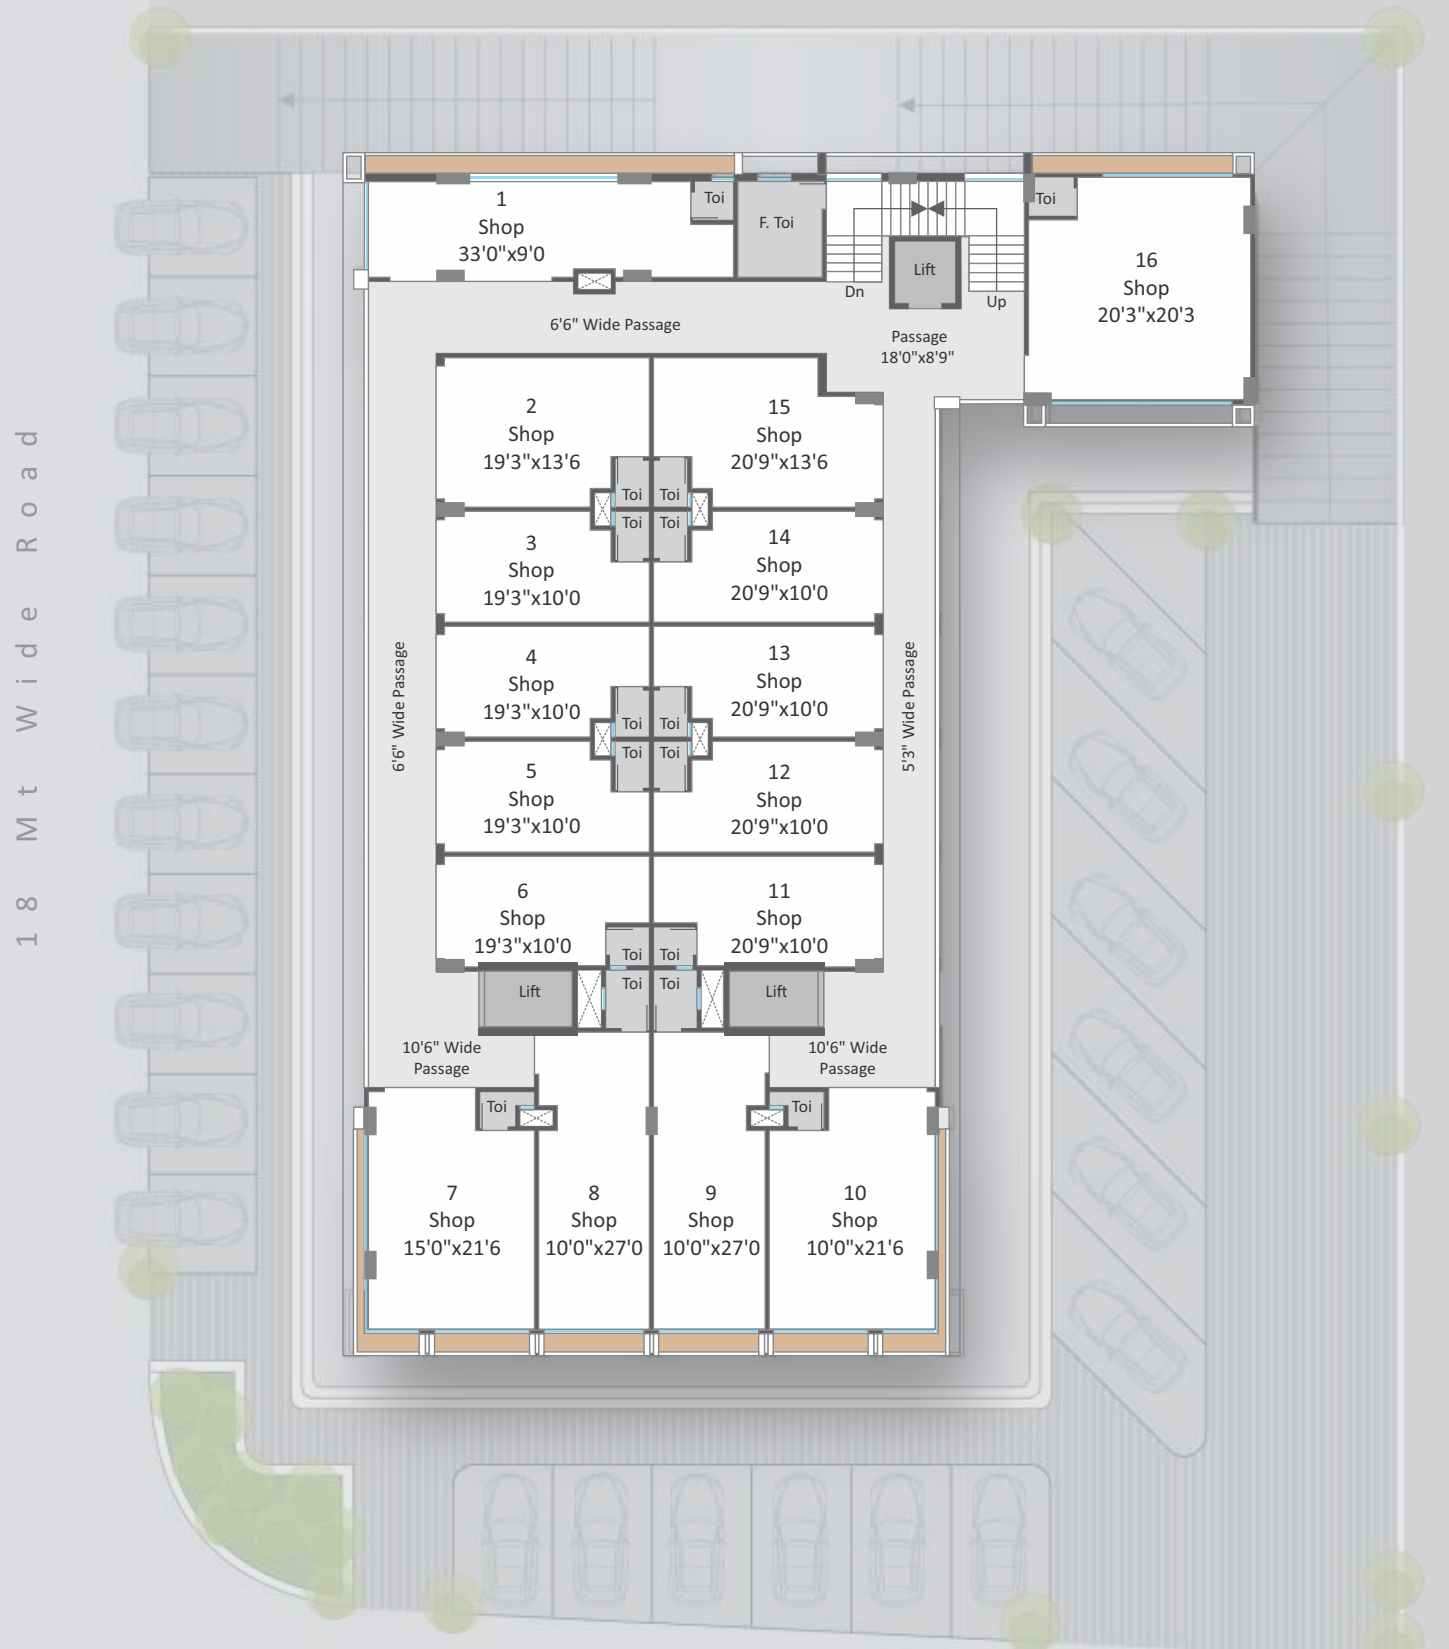 1
Shop
33'0"x9'0
Toi
F. Toi
Dn
Lift
Up
Toi
16
Shop
20'3"x20'3
6'6" Wide Passage
Passage
18'0"x8'9"
2
Shop
19'3"x13'6
Toi
Toi
15
Shop
20'9"x13'6
3
Shop
19'3"x10'0
Toi
Toi
14
Shop
20'9"x10'0
4
Shop
19'3"x10'0
Toi
Toi
13
Shop
20'9"x10'0
6'6" Wide Passage
5'3" Wide Passage
18 Mt Wide Road
5
Shop
19'3"x10'0
Toi
Toi
12
Shop
20'9"x10'0
6
Shop
19'3"x10'0
Toi
Toi
11
Shop
20'9"x10'0
Lift
Toi
Toi
Lift
10'6" Wide
Passage
10'6" Wide
Passage
Toi
Toi
7
Shop
15'0"x21'6
8
Shop
10'0"x27'0
9
Shop
10'0"x27'0
10
Shop
10'0"x21'6